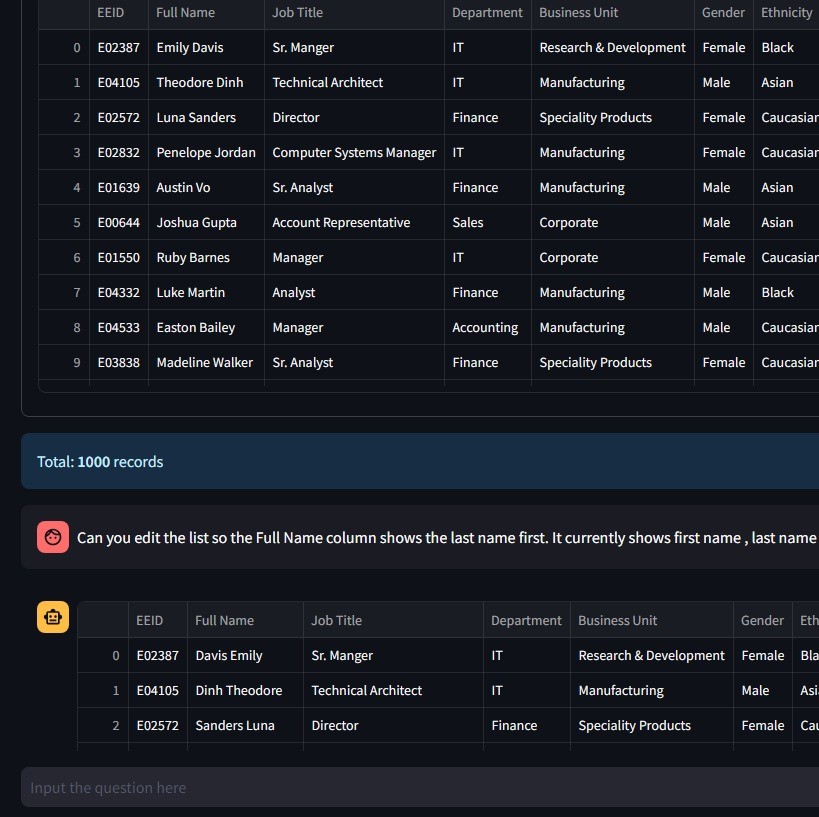 EEID Full Name Job Title Department Business Unit Gender Ethnicity
0 E02387 Emily Davis Sr. Manger IT Research & Development Female Black
1 E04105 Theodore Dinh Technical Architect IT Manufacturing Male Asian
2 E02572 Luna Sanders Director Finance Speciality Products Female Caucasian
3 E02832 Penelope Jordan Computer Systems Manager IT Manufacturing Female Caucasian
4 E01639 Austin Vo Sr. Analyst Finance Manufacturing Male Asian
5 E00644 Joshua Gupta Account Representative Sales Corporate Male Asian
6 E01550 Ruby Barnes Manager IT Corporate Female Caucasian
7 E04332 Luke Martin Analyst Finance Manufacturing Male Black
8 E04533 Easton Bailey Manager Accounting Manufacturing Male Caucasian
9 E03838 Madeline Walker Sr. Analyst Finance Speciality Products Female Caucasian
Total: 1000 records
Can you edit the list so the Full Name column shows the last name first. It currently shows first name , last name
EEID Full Name Job Title Department Business Unit Gender Eth
0 E02387 Davis Emily Sr. Manger IT Research & Development Female Bla
1 E04105 Dinh Theodore Technical Architect IT Manufacturing Male Asi
2 E02572 Sanders Luna Director Finance Speciality Products Female Cau
Input the question here